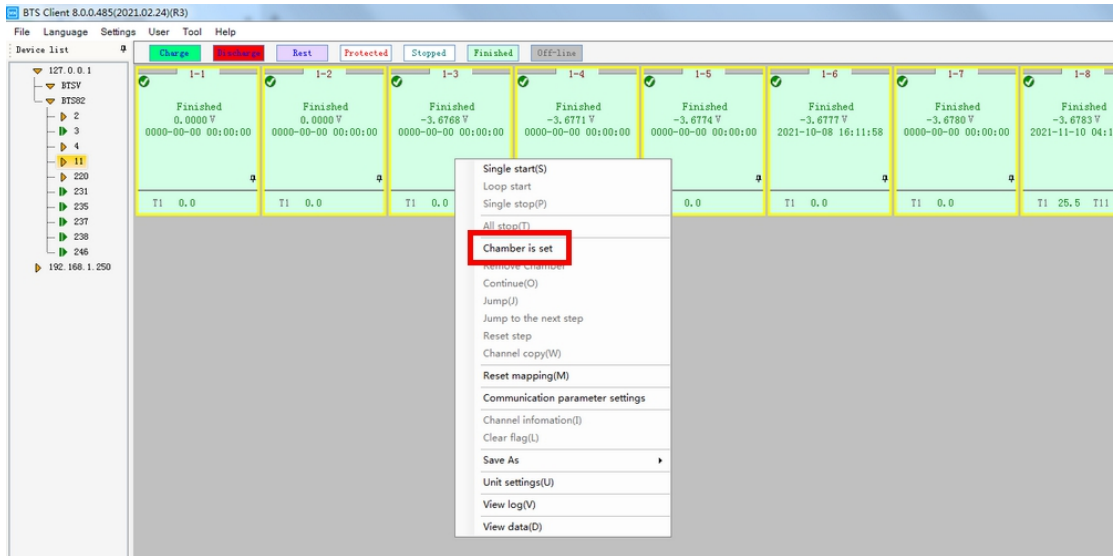 BTS Client 8.0.0.485(2021.02.24)(R3)
File Language Settings User Tool Help
Device list
Charge Discharge Rest Protected Stopped Finished Off-line
127.0.0.1
BTSV
BTS82
2
3
4
11
220
231
235
237
238
246
192.168.1.250
1-1 1-2 1-3 1-4 1-5 1-6 1-7 1-8
Finished Finished Finished Finished Finished Finished Finished Finished
0.0000 V 0.0000 V -3.6768 V -3.6771 V -3.6774 V -3.6777 V -3.6780 V -3.6783 V
0000-00-00 00:00:00 0000-00-00 00:00:00 0000-00-00 00:00:00 0000-00-00 00:00:00 0000-00-00 00:00:00 2021-10-08 16:11:58 0000-00-00 00:00:00 2021-11-10 04:1
T1 0.0 T1 0.0 T1 0.0 0.0 T1 0.0 T1 0.0 T1 25.5 T11
Single start(S)
Loop start
Single stop(P)
All stop(T)
Chamber is set
Remove Chamber
Continue(O)
Jump(J)
Jump to the next step
Reset step
Channel copy(W)
Reset mapping(M)
Communication parameter settings
Channel infomation(I)
Clear flag(L)
Save As
Unit settings(U)
View log(V)
View data(D)